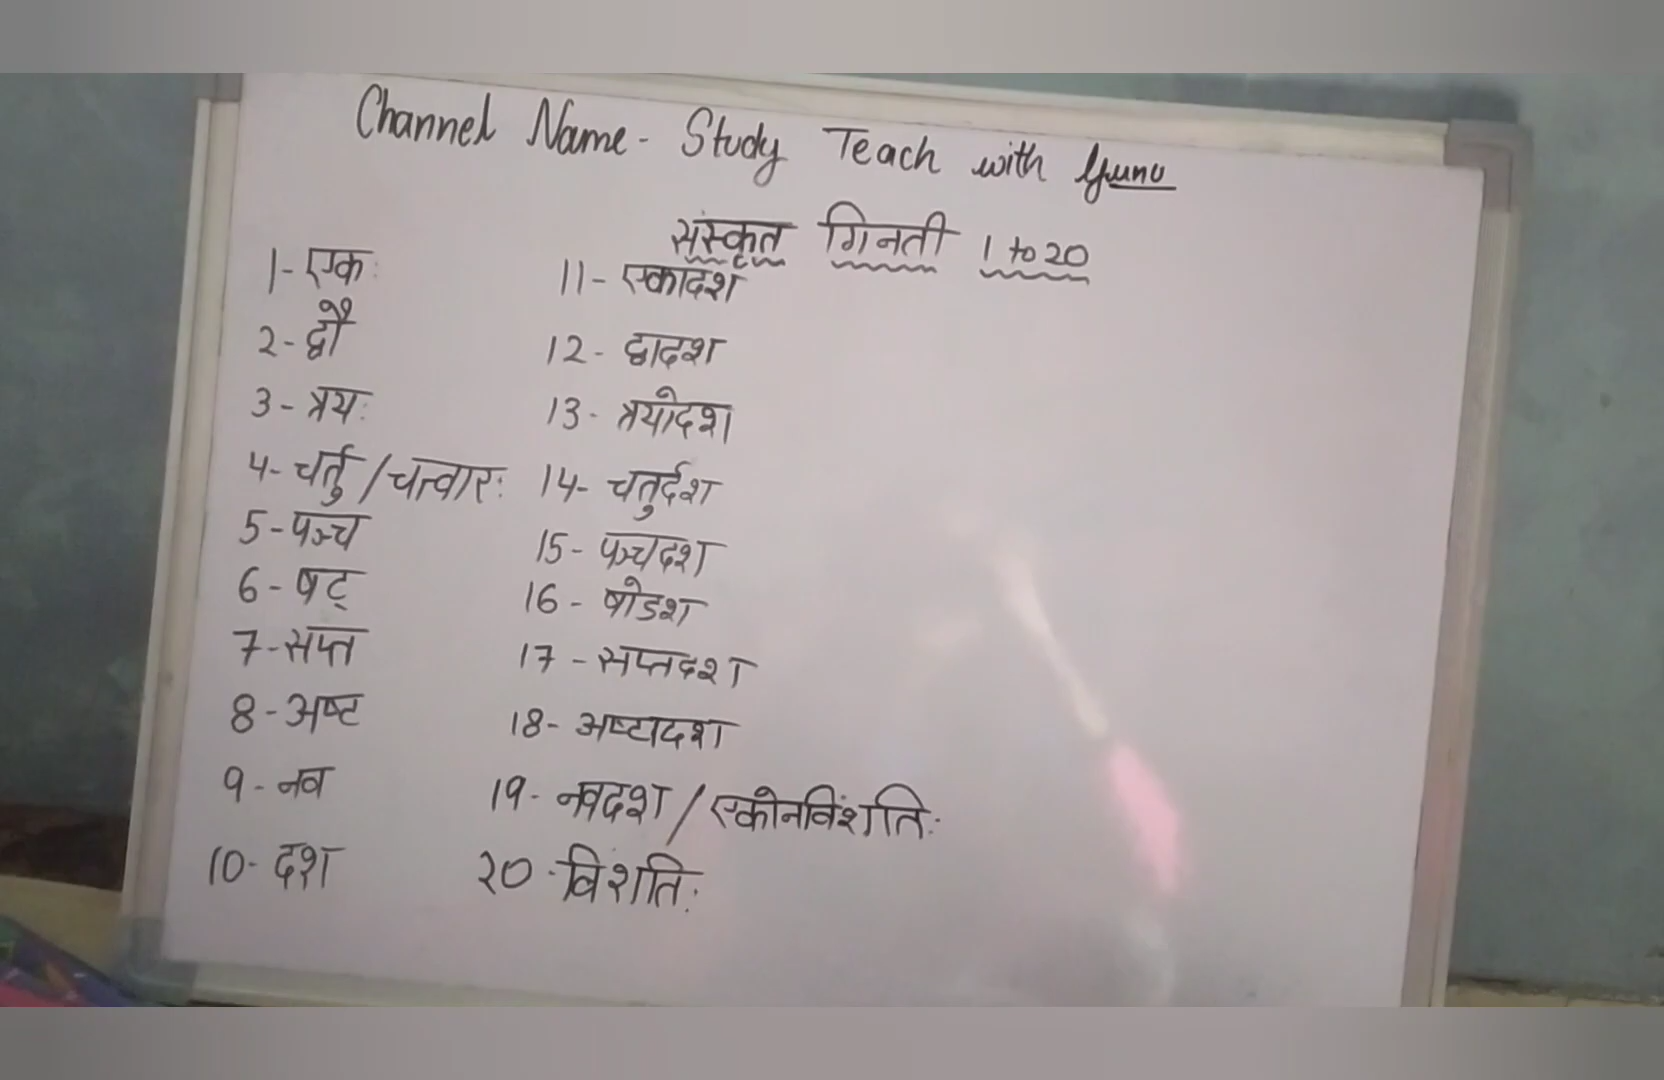 Channel Name - Study Teach with Gunu
संस्कृत गिनती 1 to 20
1- एकः
2- द्वौ
3- त्रयः
4- चर्तु / चत्वारः
5- पञ्च
6- षट्
7- सप्त
8- अष्ट
9- नव
10- दश
11- एकादश
12- द्वादश
13- त्रयोदश
14- चतुर्दश
15- पञ्चदश
16- षोडश
17- सप्तदश
18- अष्टादश
19- नवदश / एकोनविंशतिः
20- विंशतिः